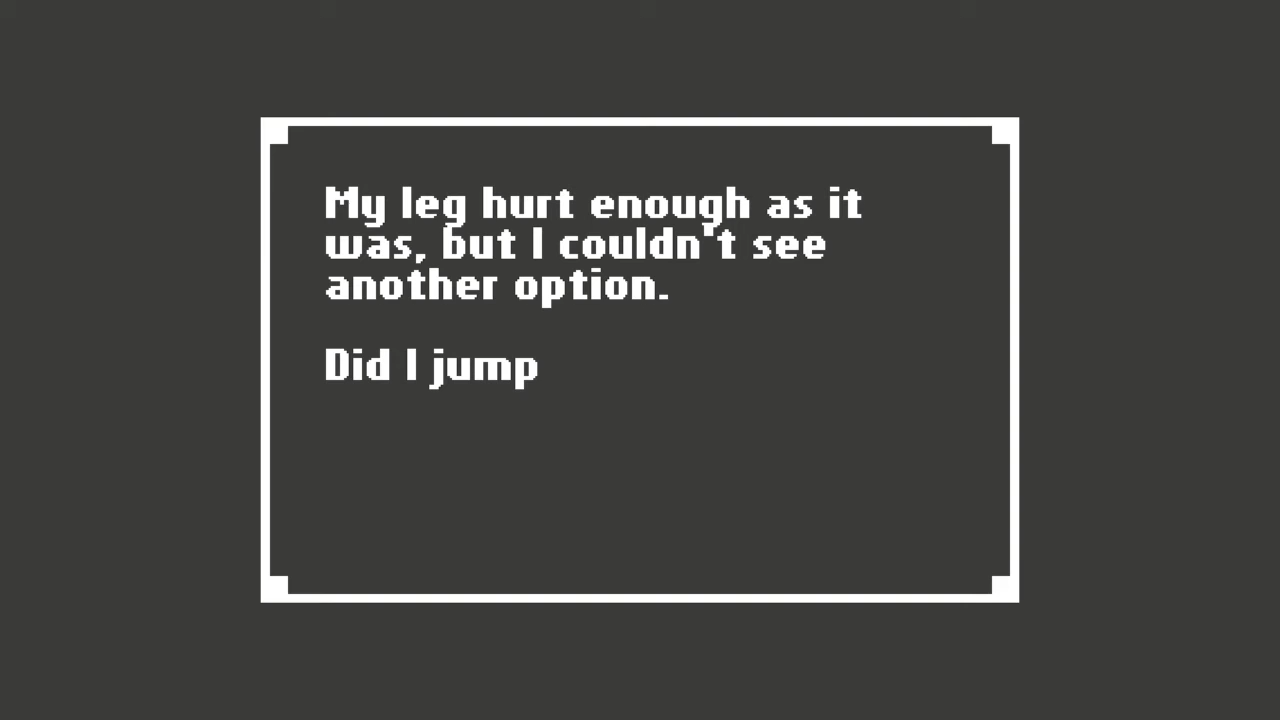 My leg hurt enough as it
was, but I couldn't see
another option.
Did I jump